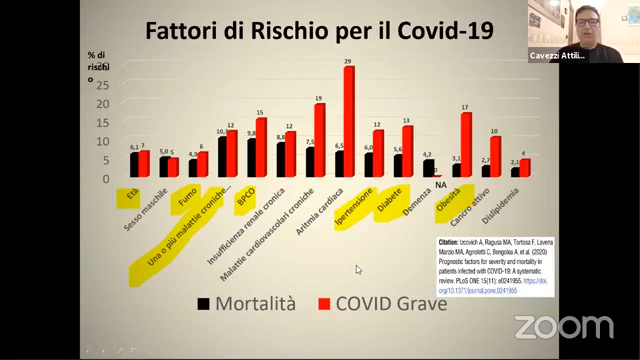 Fattori di Rischio per il Covid-19
Cavezzi Attili...
% di
rischi
o
30
25
20
15
10
5
0
6,1 7
5,0 5
4,3 6
10,3 12
9,8 15
8,8 12
7,5 19
6,5 29
6,0 12
5,6 13
4,2
NA
3,1 17
2,7 10
2,1 4
Età
Sesso maschile
Fumo
Una o più malattie croniche...
BPCO
Insufficienza renale cronica
Malattie cardiovascolari croniche
Aritmia cardiaca
Ipertensione
Diabete
Demenza
Obesità
Cancro attivo
Dislipidemia
Citation: Izcovich A, Ragusa MA, Tortosa F, Lavena
Marzio MA, Agnoletti C, Bengolea A, et al. (2020)
Prognostic factors for severity and mortality in
patients infected with COVID-19: A systematic
review. PLoS ONE 15(11): e0241955. https://doi.
org/10.1371/journal.pone.0241955
Mortalità COVID Grave
zoom